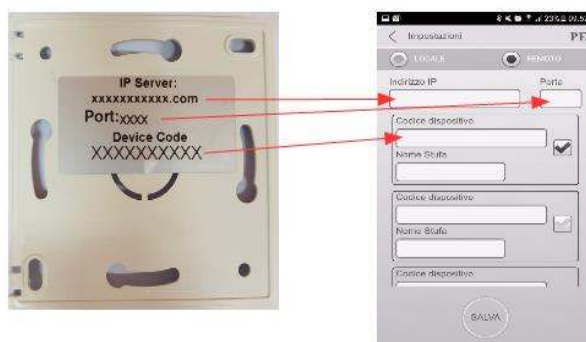 IP Server:
xxxxxxxxxxx.com
Port:xxxx
Device Code
XXXXXXXXXX
23%
Impostazioni
LOCALE
REMOTO
Indirizzo IP
Porta
Codice dispositivo
Nome Stufa
Codice dispositivo
Nome Stufa
Codice dispositivo
SALVA